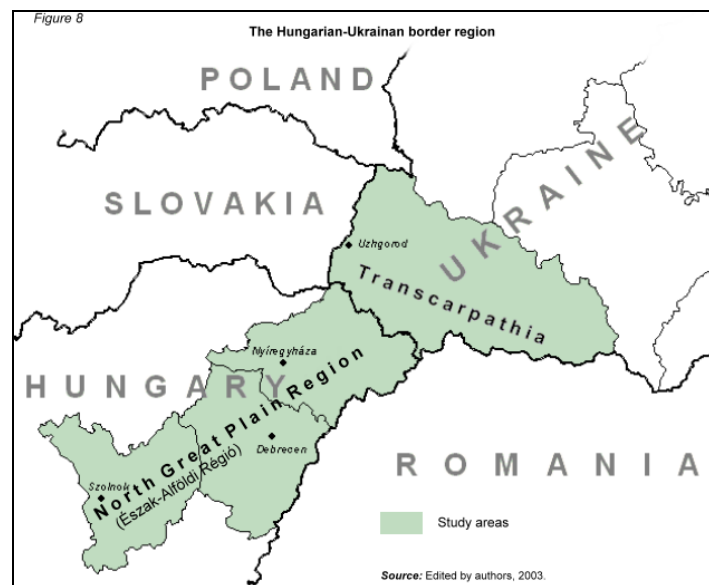 Figure 8
The Hungarian-Ukrainan border region
POLAND
SLOVAKIA
UKRAINE
Uzhgorod
Transcarpathia
Nyíregyháza
HUNGARY
North Great Plain Region
(Észak-Alföldi Régió)
Debrecen
Szolnok
ROMANIA
Study areas
Source: Edited by authors, 2003.